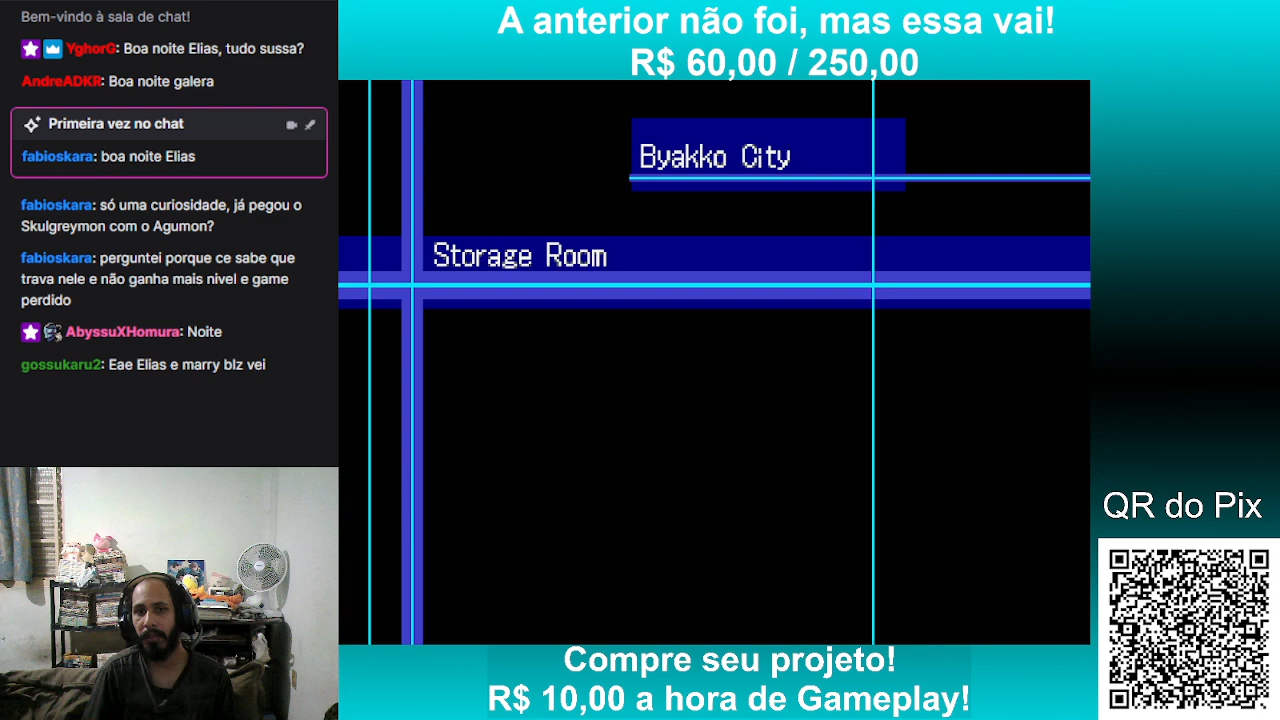 Bem-vindo à sala de chat!
YghorG: Boa noite Elias, tudo sussa?
AndreADKR: Boa noite galera
Primeira vez no chat
fabioskara: boa noite Elias
fabioskara: só uma curiosidade, já pegou o
Skulgreymon com o Agumon?
fabioskara: perguntei porque ce sabe que
trava nele e não ganha mais nivel e game
perdido
AbyssuXHomura: Noite
gossukaru2: Eae Elias e marry blz vei
A anterior não foi, mas essa vai!
R$ 60,00 / 250,00
Byakko City
Storage Room
QR do Pix
Compre seu projeto!
R$ 10,00 a hora de Gameplay!